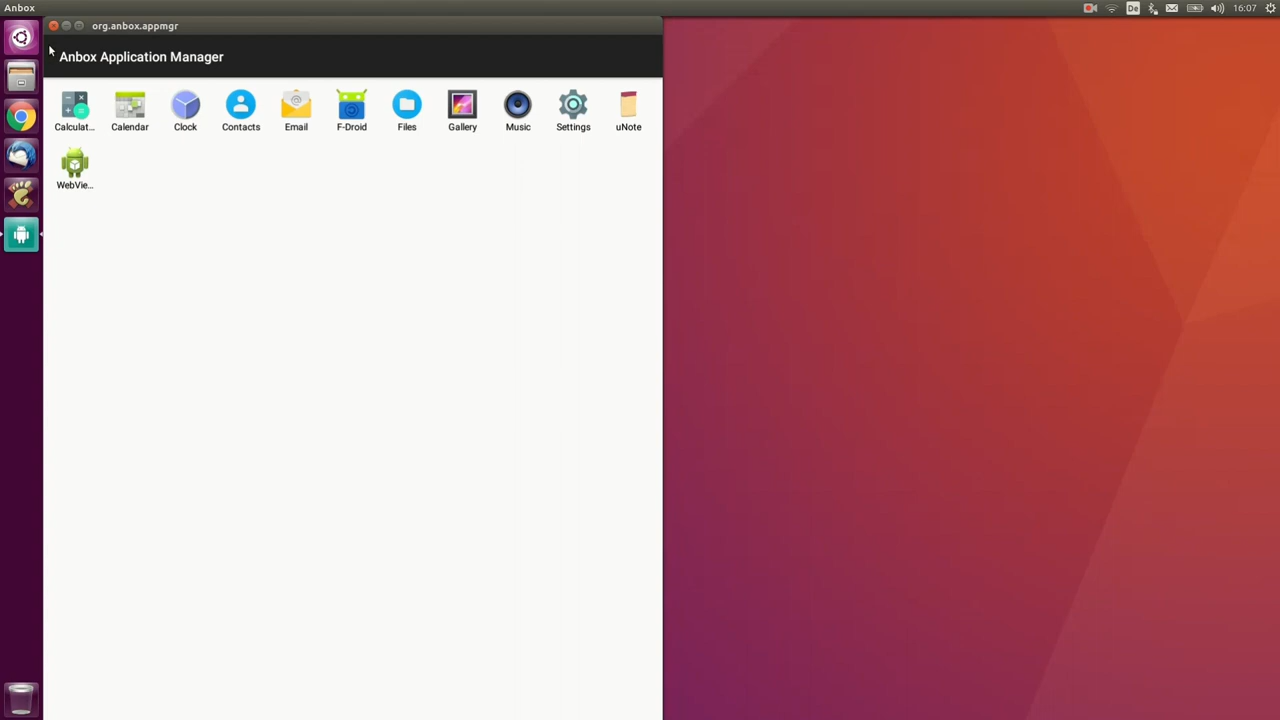 Anbox
De
16:07
org.anbox.appmgr
Anbox Application Manager
Calculat...
Calendar
Clock
Contacts
Email
F-Droid
Files
Gallery
Music
Settings
uNote
WebVie...